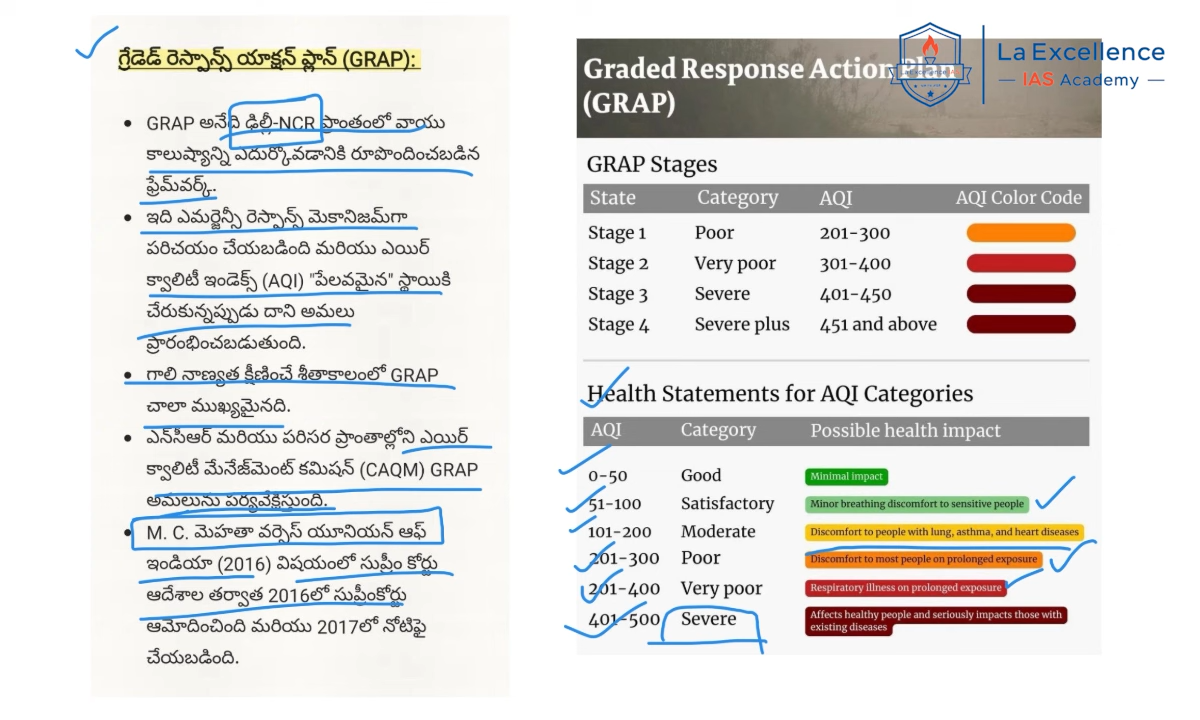 గ్రేడెడ్ రెస్పాన్స్ యాక్షన్ ప్లాన్ (GRAP):
• GRAP అనేది ఢిల్లీ-NCR ప్రాంతంలో వాయు
కాలుష్యాన్ని ఎదుర్కోవడానికి రూపొందించబడిన
ఫ్రేమ్‌వర్క్.
• ఇది ఎమర్జెన్సీ రెస్పాన్స్ మెకానిజమ్‌గా
పరిచయం చేయబడింది మరియు ఎయిర్
క్వాలిటీ ఇండెక్స్ (AQI) "పేలవమైన" స్థాయికి
చేరుకున్నప్పుడు దాని అమలు
ప్రారంభించబడుతుంది.
• గాలి నాణ్యత క్షీణించే శీతాకాలంలో GRAP
చాలా ముఖ్యమైనది.
• ఎన్‌సీఆర్ మరియు పరిసర ప్రాంతాల్లోని ఎయిర్
క్వాలిటీ మేనేజ్‌మెంట్ కమిషన్ (CAQM) GRAP
అమలును పర్యవేక్షిస్తుంది.
• M. C. మెహతా వర్సెస్ యూనియన్ ఆఫ్
ఇండియా (2016) విషయంలో సుప్రీం కోర్టు
ఆదేశాల తర్వాత 2016లో సుప్రీంకోర్టు
ఆమోదించింది మరియు 2017లో నోటిఫై
చేయబడింది.
La Excellence
— IAS Academy —
La Excellence IAS
Graded Response Action Plan
(GRAP)
GRAP Stages
State Category AQI AQI Color Code
Stage 1 Poor 201-300
Stage 2 Very poor 301-400
Stage 3 Severe 401-450
Stage 4 Severe plus 451 and above
Health Statements for AQI Categories
AQI Category Possible health impact
0-50 Good Minimal impact
51-100 Satisfactory Minor breathing discomfort to sensitive people
101-200 Moderate Discomfort to people with lung, asthma, and heart diseases
201-300 Poor Discomfort to most people on prolonged exposure
201-400 Very poor Respiratory illness on prolonged exposure
401-500 Severe Affects healthy people and seriously impacts those with
existing diseases